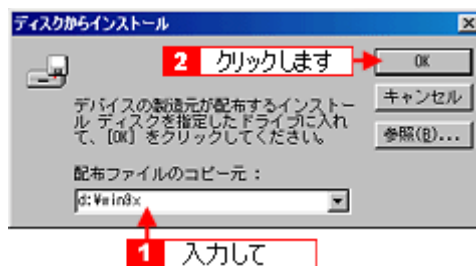 ディスクからインストール
2 クリックします
OK
デバイスの製造元が配布するインストー
ル ディスクを指定したドライブに入れ
て、[OK] をクリックしてください。
キャンセル
参照(R)...
配布ファイルのコピー元：
d:¥win9x
1 入力して